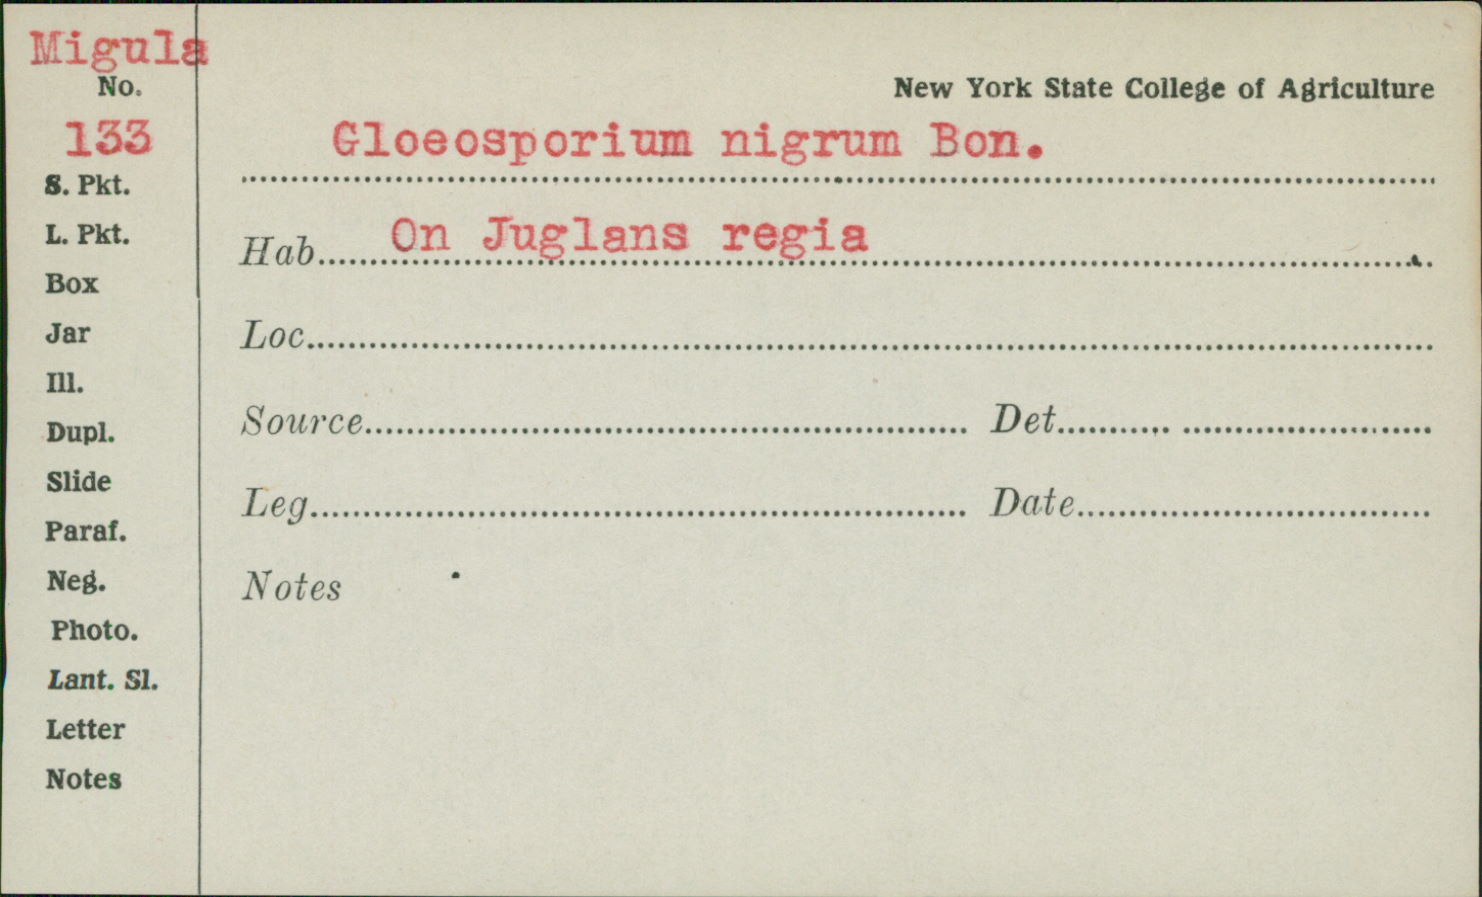 Migula
No.
133
New York State College of Agriculture
Gloeosporium nigrum Bon.
S. Pkt.
L. Pkt.
Hab. On Juglans regia
Box
Jar
Loc.
Ill.
Dupl.
Source Det.
Slide
Leg. Date
Paraf.
Neg.
Notes
Photo.
Lant. Sl.
Letter
Notes